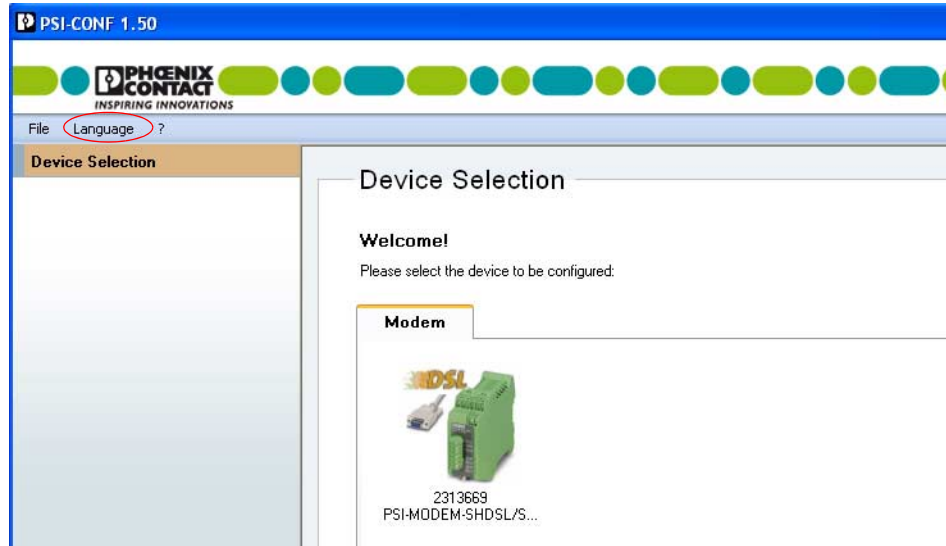 PSI-CONF 1.50
PHŒNIX
CONTACT
INSPIRING INNOVATIONS
File Language ?
Device Selection
Device Selection
Welcome!
Please select the device to be configured:
Modem
DSL
2313669
PSI-MODEM-SHDSL/S...